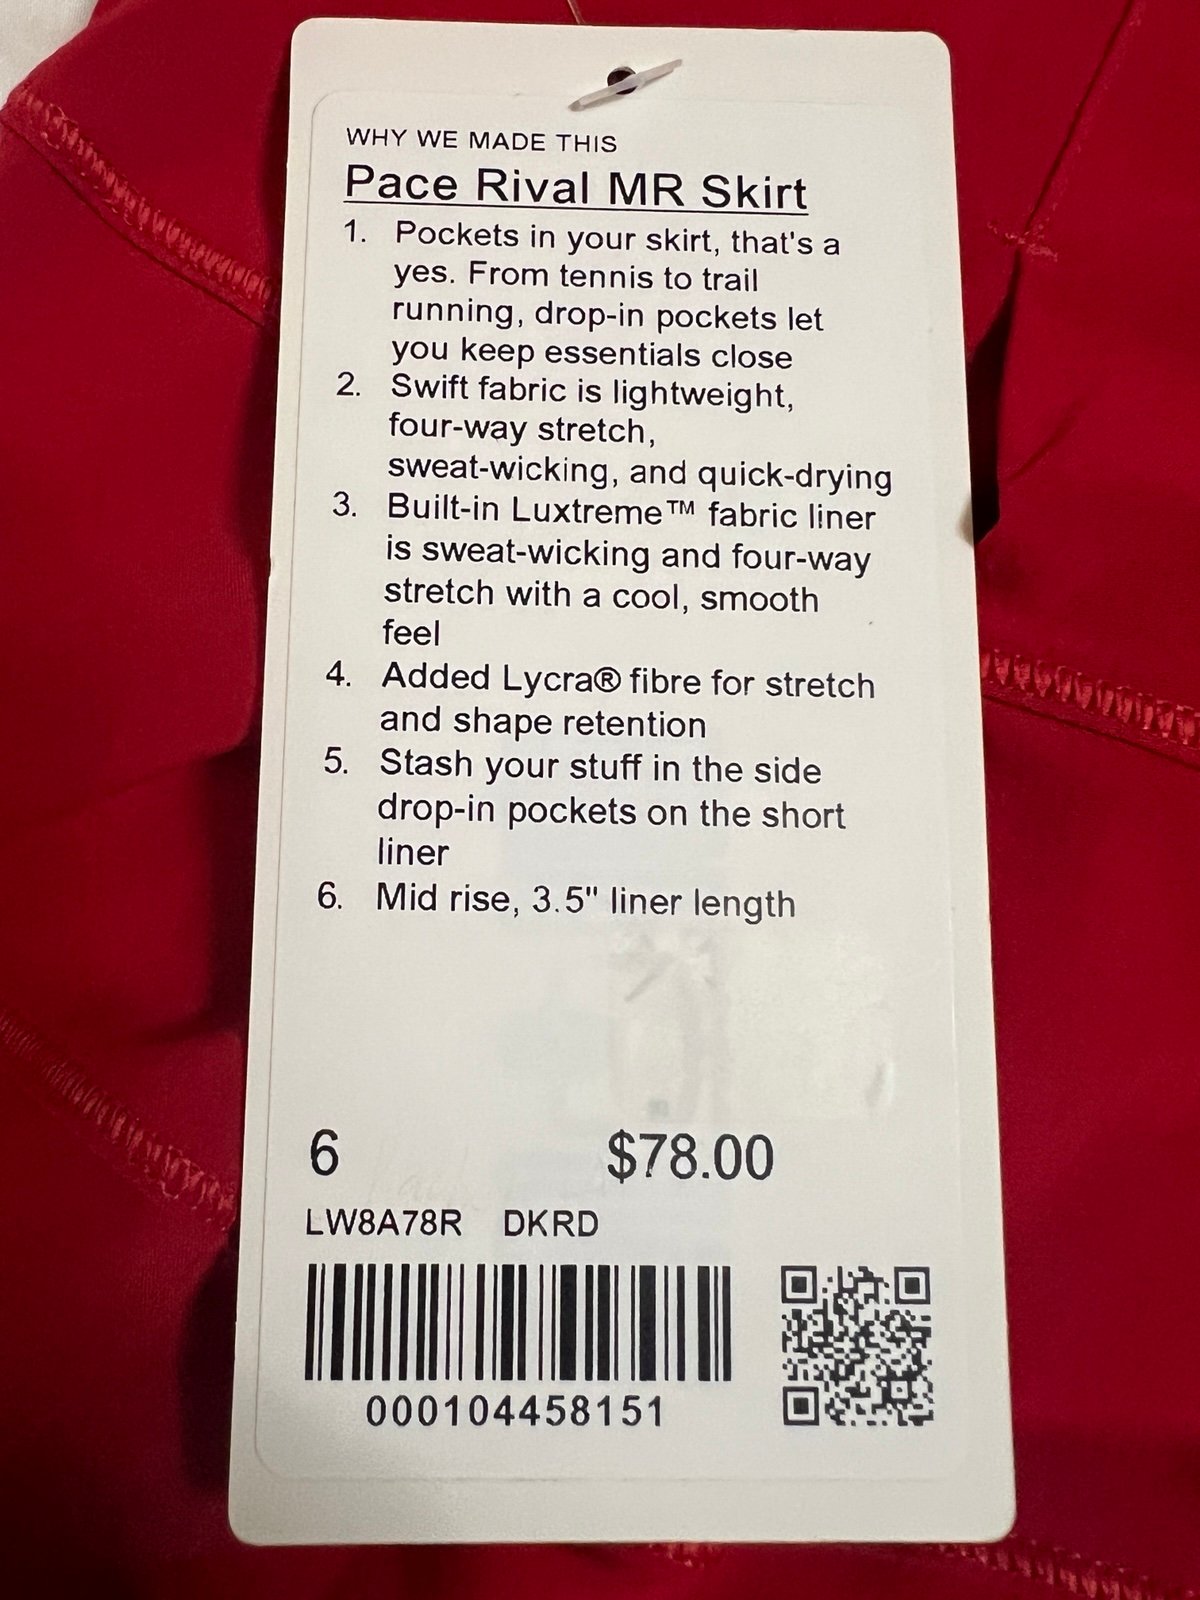 WHY WE MADE THIS
Pace Rival MR Skirt
1. Pockets in your skirt, that's a
yes. From tennis to trail
running, drop-in pockets let
you keep essentials close
2. Swift fabric is lightweight,
four-way stretch,
sweat-wicking, and quick-drying
3. Built-in Luxtreme™ fabric liner
is sweat-wicking and four-way
stretch with a cool, smooth
feel
4. Added Lycra® fibre for stretch
and shape retention
5. Stash your stuff in the side
drop-in pockets on the short
liner
6. Mid rise, 3.5" liner length
6 $78.00
LW8A78R DKRD
000104458151